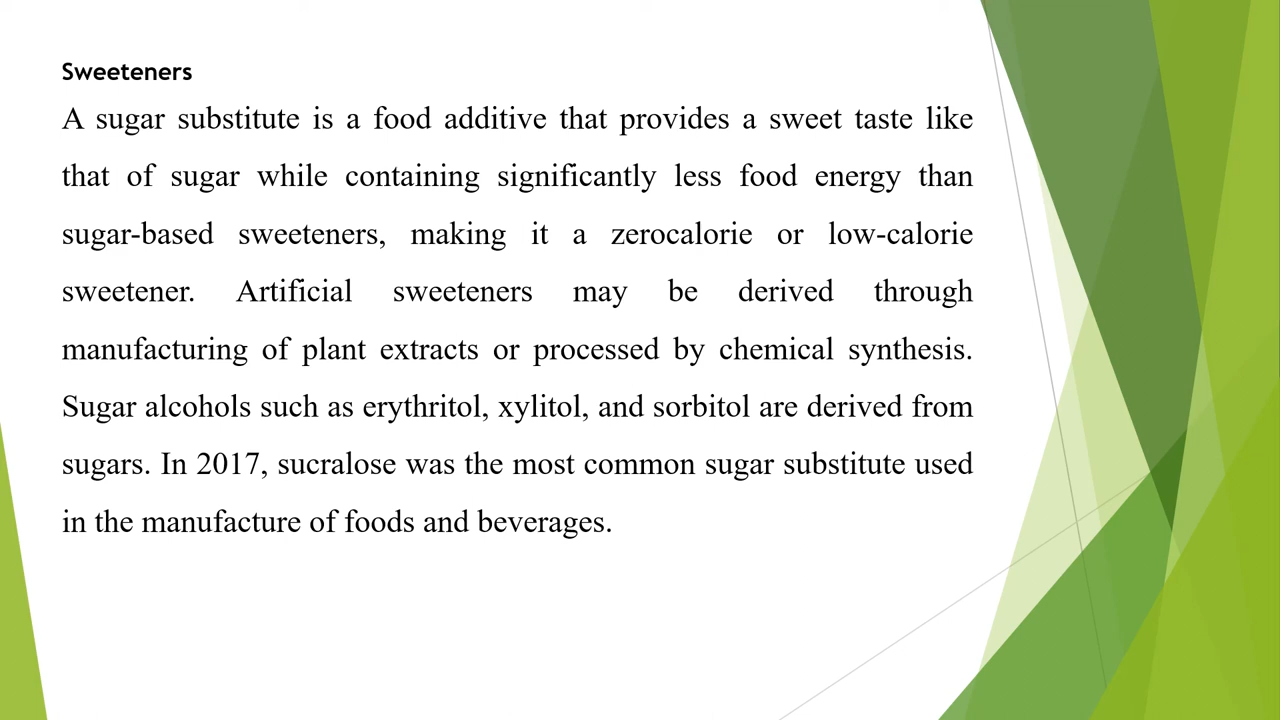 Sweeteners
A sugar substitute is a food additive that provides a sweet taste like
that of sugar while containing significantly less food energy than
sugar-based sweeteners, making it a zerocalorie or low-calorie
sweetener. Artificial sweeteners may be derived through
manufacturing of plant extracts or processed by chemical synthesis.
Sugar alcohols such as erythritol, xylitol, and sorbitol are derived from
sugars. In 2017, sucralose was the most common sugar substitute used
in the manufacture of foods and beverages.